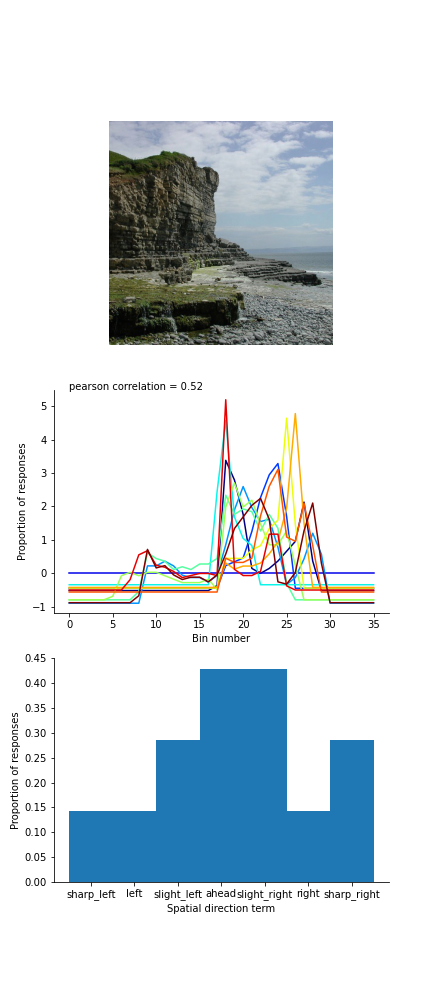 pearson correlation = 0.52
Proportion of responses
5
4
3
2
1
0
−1
0 5 10 15 20 25 30 35
Bin number
Proportion of responses
0.45
0.40
0.35
0.30
0.25
0.20
0.15
0.10
0.05
0.00
sharp_left left slight_left ahead slight_right right sharp_right
Spatial direction term